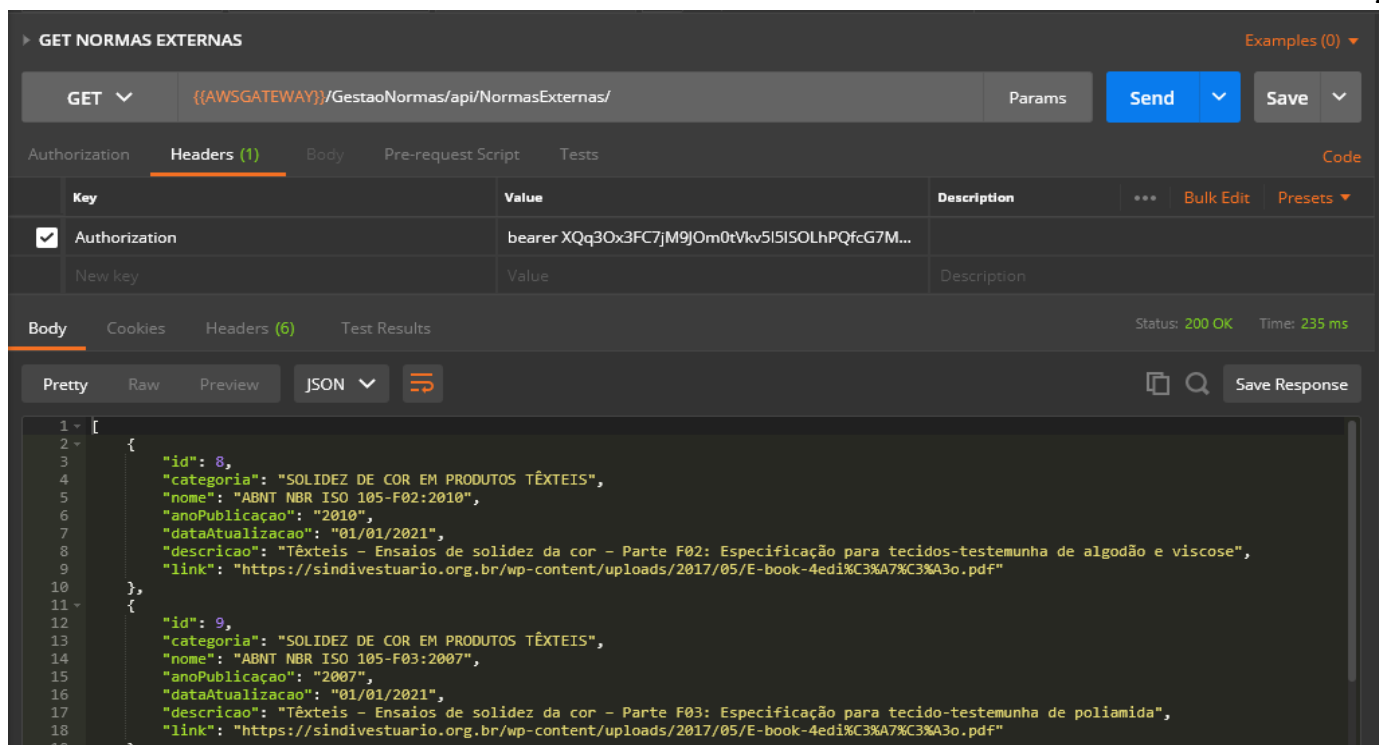 GET NORMAS EXTERNAS Examples (0)
GET {{AWSGATEWAY}}/GestaoNormas/api/NormasExternas/ Params Send Save
Authorization Headers (1) Body Pre-request Script Tests Code
Key Value Description ••• Bulk Edit Presets
Authorization bearer XQq3Ox3FC7jM9JOm0tVkv5I5ISOLhPQfcG7M...
New key Value Description
Body Cookies Headers (6) Test Results Status: 200 OK Time: 235 ms
Pretty Raw Preview JSON Save Response
1 [
2 {
3 "id": 8,
4 "categoria": "SOLIDEZ DE COR EM PRODUTOS TÊXTEIS",
5 "nome": "ABNT NBR ISO 105-F02:2010",
6 "anoPublicaçao": "2010",
7 "dataAtualizacao": "01/01/2021",
8 "descricao": "Têxteis – Ensaios de solidez da cor – Parte F02: Especificação para tecidos-testemunha de algodão e viscose",
9 "link": "https://sindivestuario.org.br/wp-content/uploads/2017/05/E-book-4edi%C3%A7%C3%A3o.pdf"
10 },
11 {
12 "id": 9,
13 "categoria": "SOLIDEZ DE COR EM PRODUTOS TÊXTEIS",
14 "nome": "ABNT NBR ISO 105-F03:2007",
15 "anoPublicaçao": "2007",
16 "dataAtualizacao": "01/01/2021",
17 "descricao": "Têxteis – Ensaios de solidez da cor – Parte F03: Especificação para tecido-testemunha de poliamida",
18 "link": "https://sindivestuario.org.br/wp-content/uploads/2017/05/E-book-4edi%C3%A7%C3%A3o.pdf"